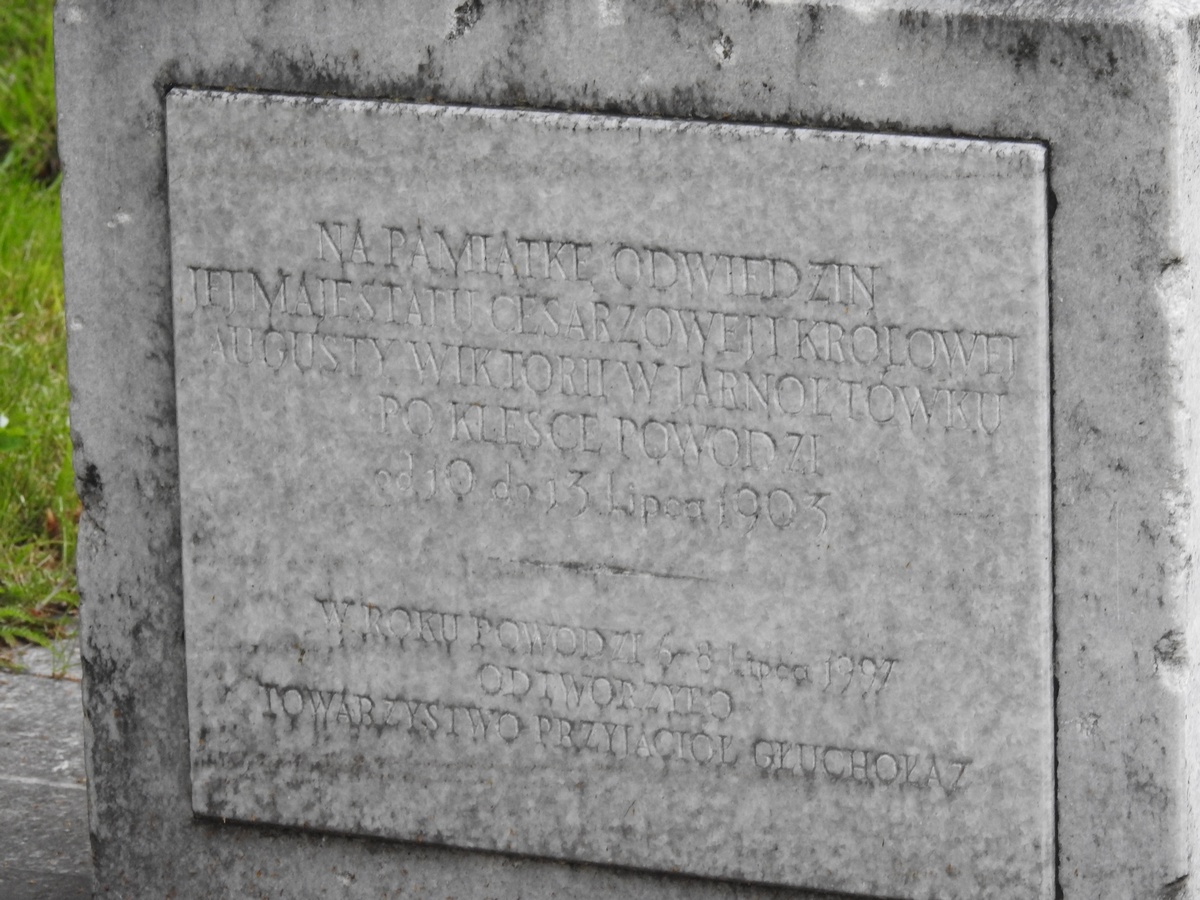 NA PAMIĄTKĘ ODWIEDZIN
JEJ MAJESTATU CESARZOWEJ I KRÓLOWEJ
AUGUSTY WIKTORII W JARNOŁTÓWKU
PO KLĘSCE POWODZI
od 10 do 13 Lipca 1903
W ROKU POWODZI 6-8 Lipca 1997
ODTWORZYŁO
TOWARZYSTWO PRZYJACIÓŁ GŁUCHOŁAZ